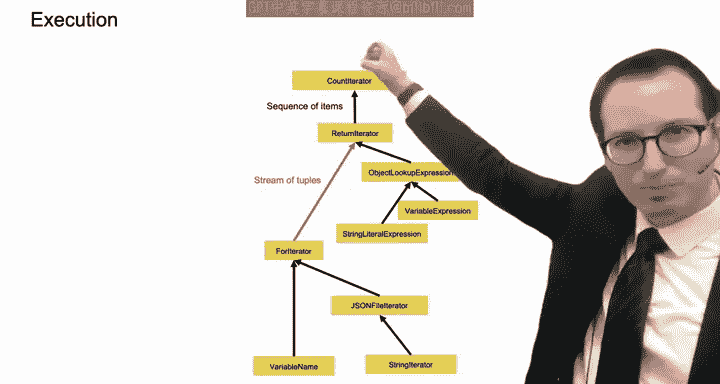 Execution
CountIterator
Sequence of items
ReturnIterator
ObjectLookupExpression
Stream of tuples
VariableExpression
StringLiteralExpression
ForIterator
JSONFileIterator
VariableName
StringIterator